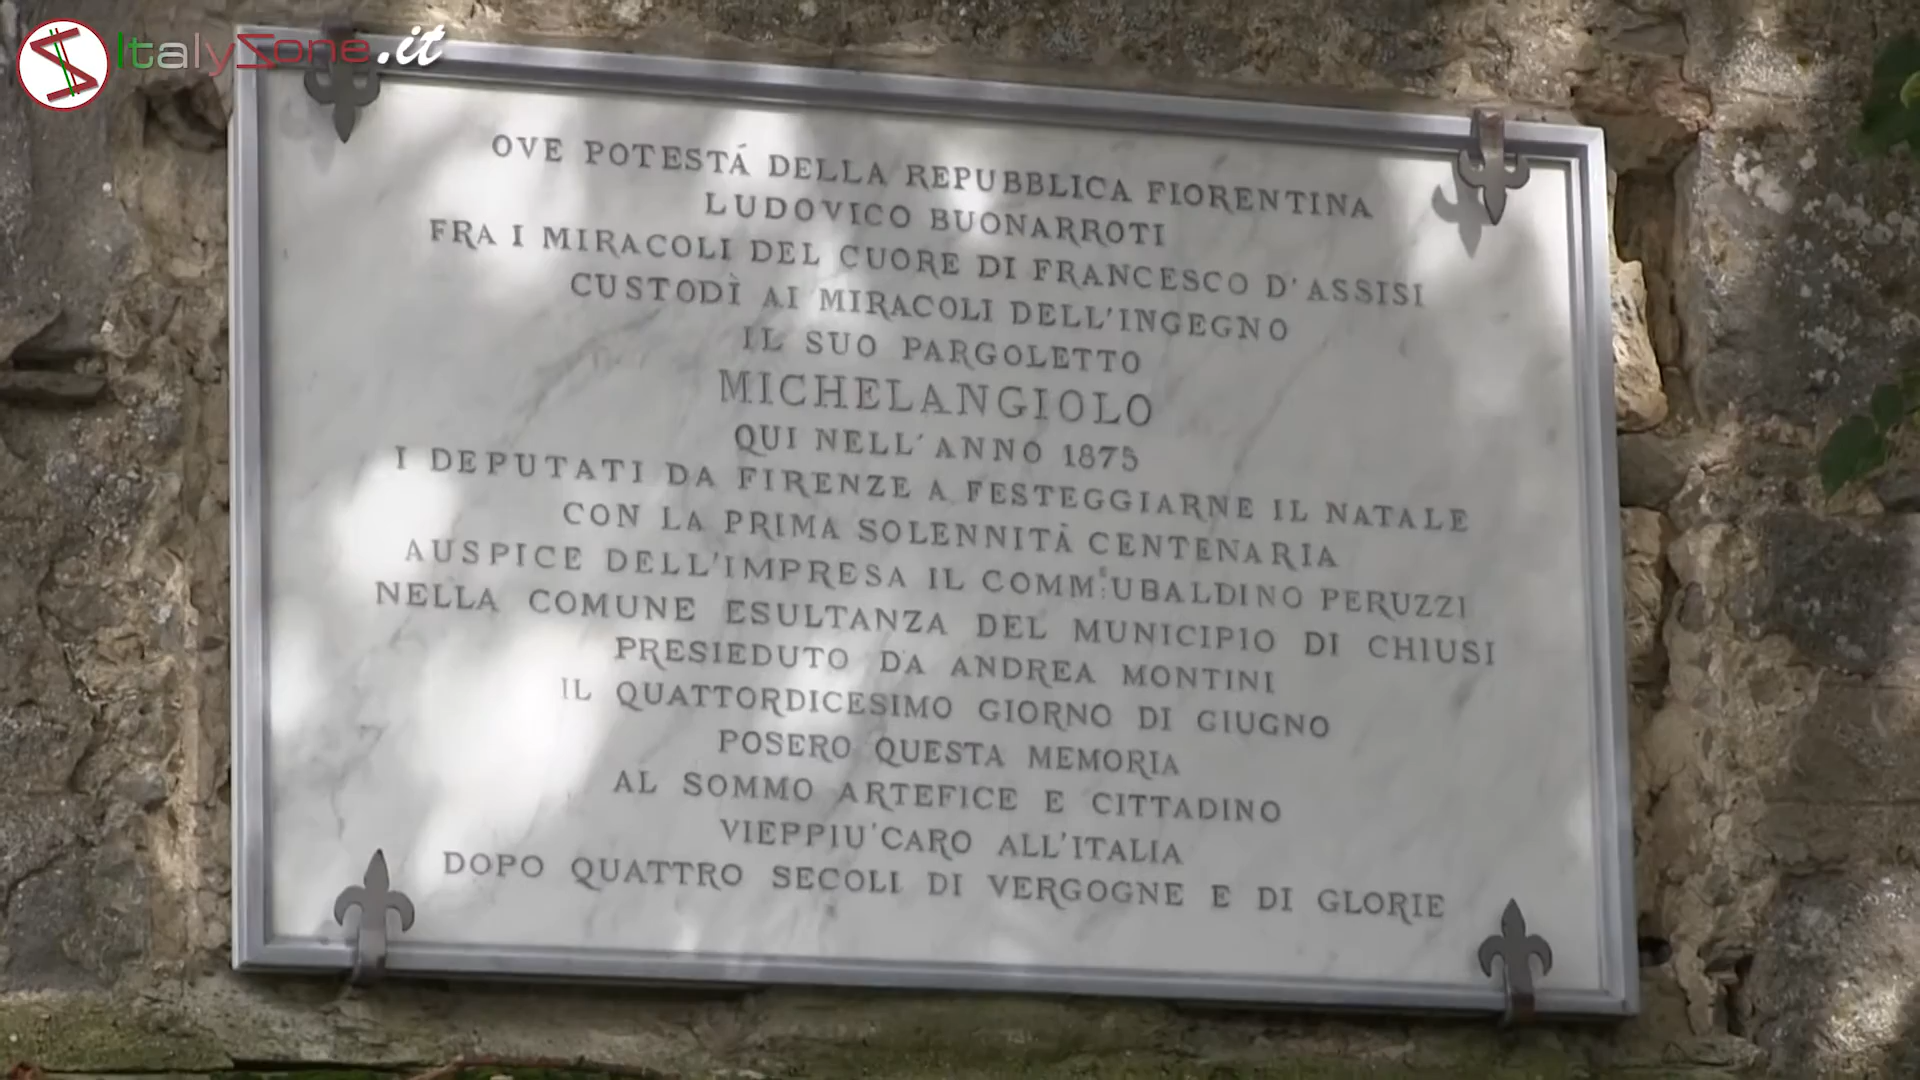 ItalyZone.it
OVE POTESTÁ DELLA REPUBBLICA FIORENTINA
LUDOVICO BUONARROTI
FRA I MIRACOLI DEL CUORE DI FRANCESCO D'ASSISI
CUSTODÌ AI MIRACOLI DELL'INGEGNO
IL SUO PARGOLETTO
MICHELANGIOLO
QUI NELL'ANNO 1875
I DEPUTATI DA FIRENZE A FESTEGGIARNE IL NATALE
CON LA PRIMA SOLENNITÀ CENTENARIA
AUSPICE DELL'IMPRESA IL COMM: UBALDINO PERUZZI
NELLA COMUNE ESULTANZA DEL MUNICIPIO DI CHIUSI
PRESIEDUTO DA ANDREA MONTINI
IL QUATTORDICESIMO GIORNO DI GIUGNO
POSERO QUESTA MEMORIA
AL SOMMO ARTEFICE E CITTADINO
VIEPPIU'CARO ALL'ITALIA
DOPO QUATTRO SECOLI DI VERGOGNE E DI GLORIE